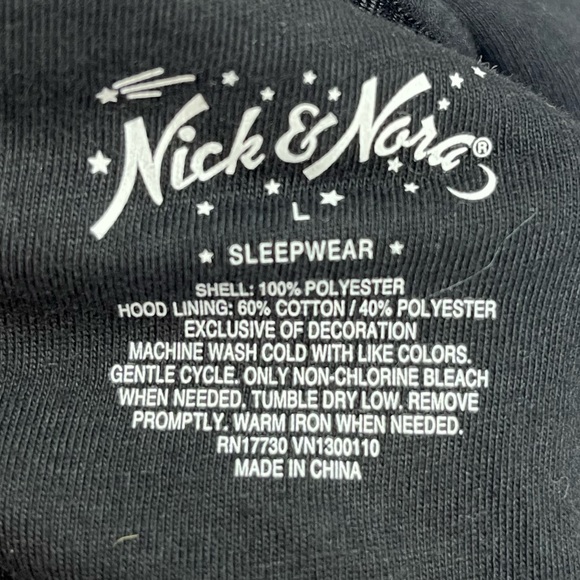 Nick & Nora®
L
SLEEPWEAR
SHELL: 100% POLYESTER
HOOD LINING: 60% COTTON / 40% POLYESTER
EXCLUSIVE OF DECORATION
MACHINE WASH COLD WITH LIKE COLORS.
GENTLE CYCLE. ONLY NON-CHLORINE BLEACH
WHEN NEEDED. TUMBLE DRY LOW. REMOVE
PROMPTLY. WARM IRON WHEN NEEDED.
RN17730 VN1300110
MADE IN CHINA